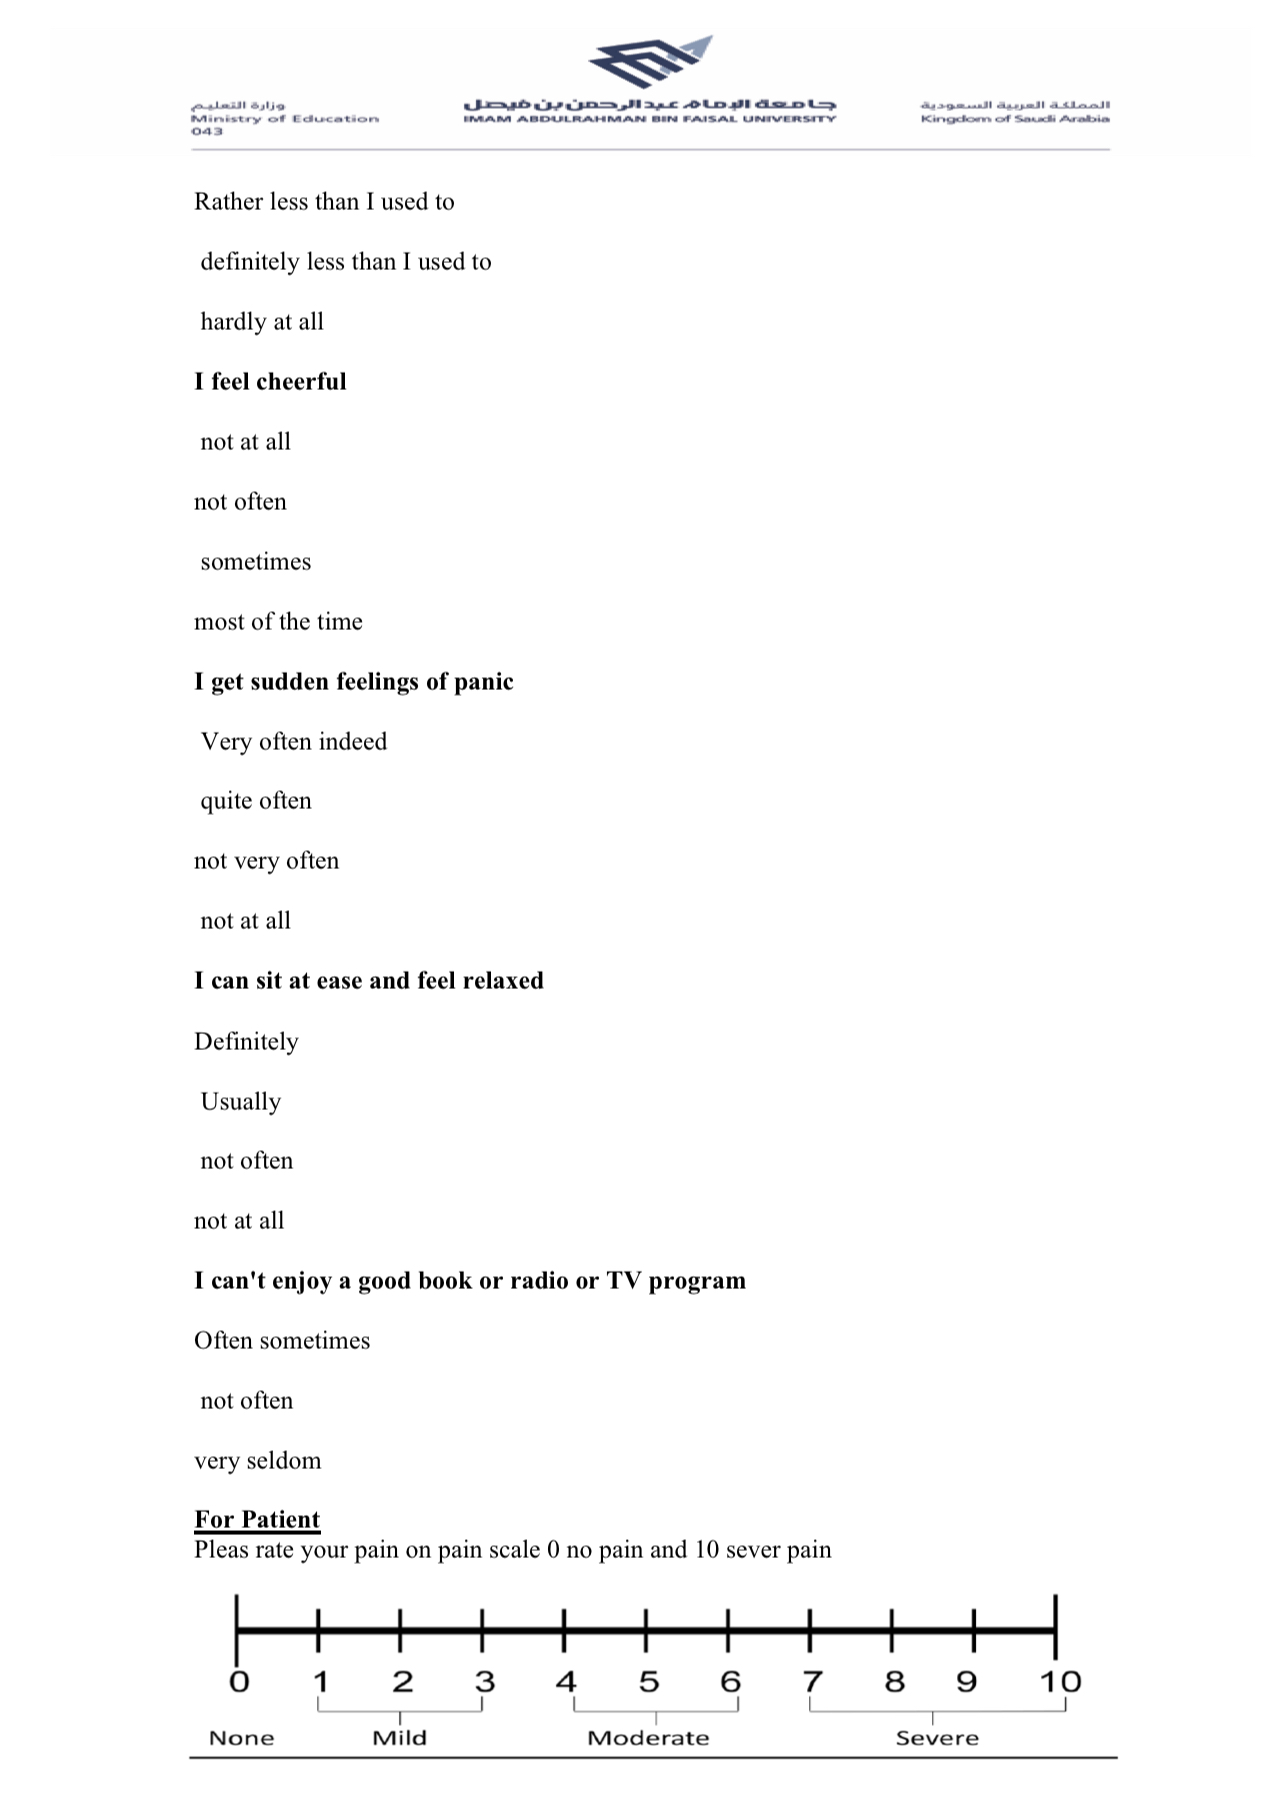 وزارة التعليم
Ministry of Education
043
جامعة الإمام عبد الرحمن بن فيصل
IMAM ABDULRAHMAN BIN FAISAL UNIVERSITY
المملكة العربية السعودية
Kingdom of Saudi Arabia
Rather less than I used to
definitely less than I used to
hardly at all
I feel cheerful
not at all
not often
sometimes
most of the time
I get sudden feelings of panic
Very often indeed
quite often
not very often
not at all
I can sit at ease and feel relaxed
Definitely
Usually
not often
not at all
I can't enjoy a good book or radio or TV program
Often sometimes
not often
very seldom
For Patient
Pleas rate your pain on pain scale 0 no pain and 10 sever pain
0 1 2 3 4 5 6 7 8 9 10
None Mild Moderate Severe